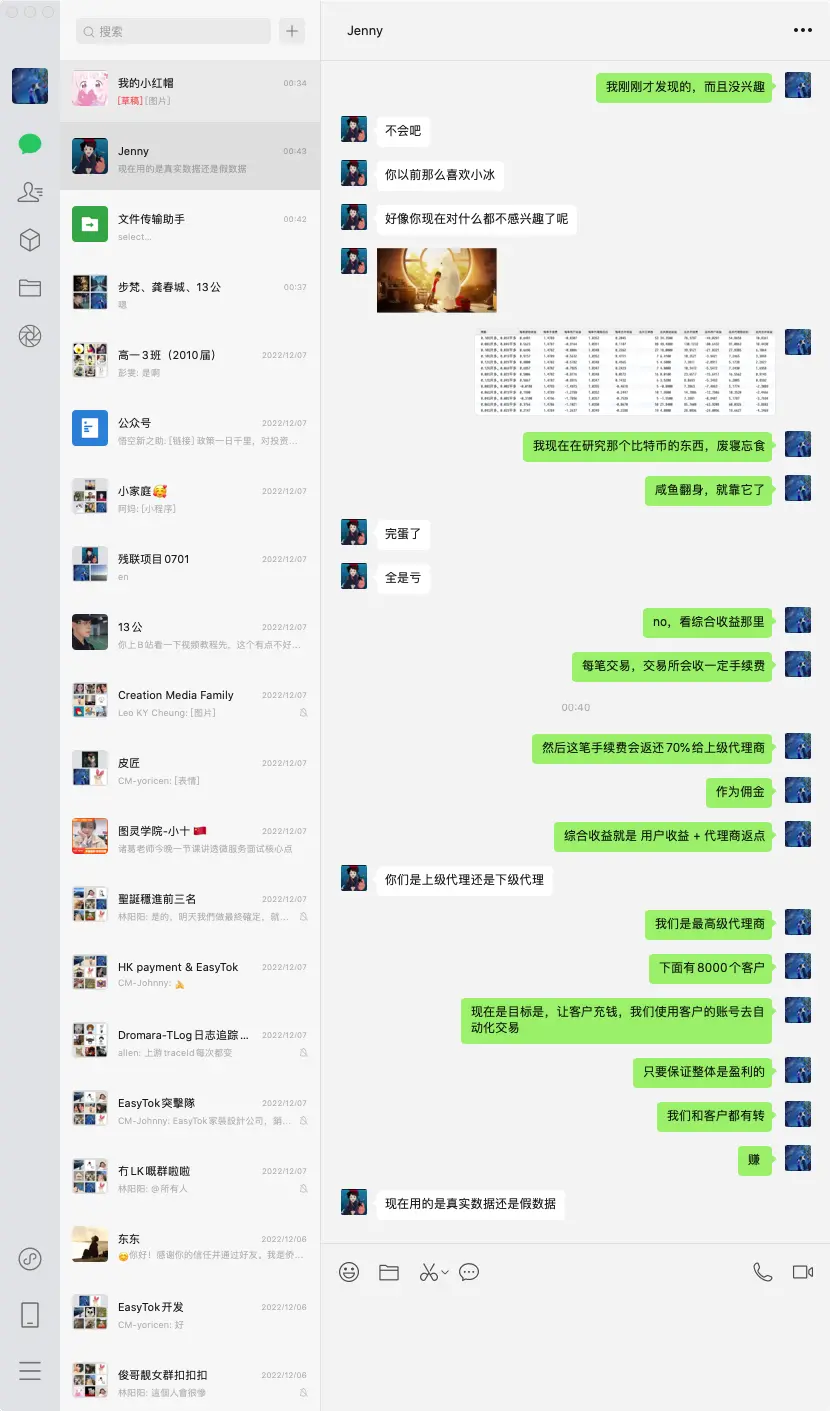 搜索
我的小红帽
00:34
[草稿][图片]
Jenny
00:43
现在用的是真实数据还是假数据
文件传输助手
00:42
select...
步梵、龚春城、13公
00:37
嗯
高一3班（2010届）
2022/12/07
彭雯: 是啊
公众号
2022/12/07
悟空新之助: [链接] 政策一日千里，对投资...
小家庭🥰
2022/12/07
阿妈: [小程序]
残联项目0701
2022/12/07
en
13公
2022/12/07
你上B站看一下视频教程先，这个有点不好...
Creation Media Family
2022/12/07
Leo KY Cheung: [图片]
皮匠
2022/12/07
CM-yoricen: [表情]
图灵学院-小十🇨🇳
2022/12/07
诸葛老师今晚一节课讲透微服务面试核心点
聖誕穩進前三名
2022/12/07
林阳阳: 是的，明天我們做最終確定，就...
HK payment & EasyTok
2022/12/07
CM-Johnny:
Dromara-TLog日志追踪...
2022/12/07
allen: 上游traceId每次都变
EasyTok突擊隊
2022/12/07
CM-Johnny: EasyTok家裝設計公司，銷...
冇LK嘅群啦啦
2022/12/07
林阳阳: @所有人
东东
2022/12/06
😊你好！感谢你的信任并通过好友，我是侨...
EasyTok开发
2022/12/06
CM-yoricen: 好
俊哥靓女群扣扣扣
2022/12/06
林阳阳: 這個人會很慘
Jenny
我刚刚才发现的，而且没兴趣
不会吧
你以前那么喜欢小冰
好像你现在对什么都不感兴趣了呢
我现在在研究那个比特币的东西，废寝忘食
咸鱼翻身，就靠它了
完蛋了
全是亏
no，看综合收益那里
每笔交易，交易所会收一定手续费
00:40
然后这笔手续费会返还70%给上级代理商
作为佣金
综合收益就是 用户收益 + 代理商返点
你们是上级代理还是下级代理
我们是最高级代理商
下面有8000个客户
现在是目标是，让客户充钱，我们使用客户的账号去自
动化交易
只要保证整体是盈利的
我们和客户都有转
赚
现在用的是真实数据还是假数据